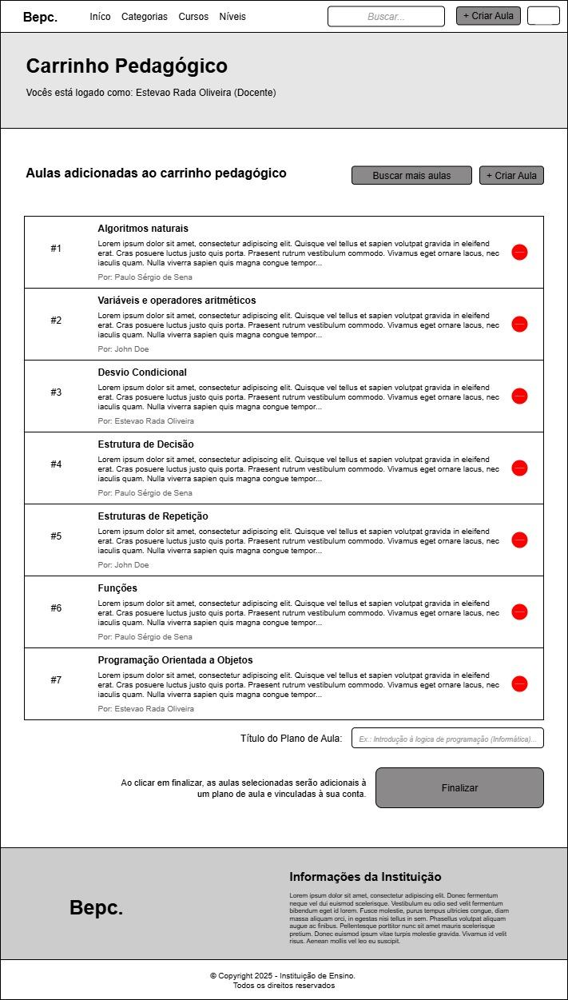 Bepc.
Iníco Categorias Cursos Níveis
Buscar...
+ Criar Aula
Carrinho Pedagógico
Vocês está logado como: Estevao Rada Oliveira (Docente)
Aulas adicionadas ao carrinho pedagógico
Buscar mais aulas
+ Criar Aula
#1
Algoritmos naturais
Lorem ipsum dolor sit amet, consectetur adipiscing elit. Quisque vel tellus et sapien volutpat gravida in eleifend
erat. Cras posuere luctus justo quis porta. Praesent rutrum vestibulum commodo. Vivamus eget ornare lacus, nec
iaculis quam. Nulla viverra sapien quis magna congue tempor...
Por: Paulo Sérgio de Sena
#2
Variáveis e operadores aritméticos
Lorem ipsum dolor sit amet, consectetur adipiscing elit. Quisque vel tellus et sapien volutpat gravida in eleifend
erat. Cras posuere luctus justo quis porta. Praesent rutrum vestibulum commodo. Vivamus eget ornare lacus, nec
iaculis quam. Nulla viverra sapien quis magna congue tempor...
Por: John Doe
#3
Desvio Condicional
Lorem ipsum dolor sit amet, consectetur adipiscing elit. Quisque vel tellus et sapien volutpat gravida in eleifend
erat. Cras posuere luctus justo quis porta. Praesent rutrum vestibulum commodo. Vivamus eget ornare lacus, nec
iaculis quam. Nulla viverra sapien quis magna congue tempor...
Por: Estevao Rada Oliveira
#4
Estrutura de Decisão
Lorem ipsum dolor sit amet, consectetur adipiscing elit. Quisque vel tellus et sapien volutpat gravida in eleifend
erat. Cras posuere luctus justo quis porta. Praesent rutrum vestibulum commodo. Vivamus eget ornare lacus, nec
iaculis quam. Nulla viverra sapien quis magna congue tempor...
Por: Paulo Sérgio de Sena
#5
Estruturas de Repetição
Lorem ipsum dolor sit amet, consectetur adipiscing elit. Quisque vel tellus et sapien volutpat gravida in eleifend
erat. Cras posuere luctus justo quis porta. Praesent rutrum vestibulum commodo. Vivamus eget ornare lacus, nec
iaculis quam. Nulla viverra sapien quis magna congue tempor...
Por: John Doe
#6
Funções
Lorem ipsum dolor sit amet, consectetur adipiscing elit. Quisque vel tellus et sapien volutpat gravida in eleifend
erat. Cras posuere luctus justo quis porta. Praesent rutrum vestibulum commodo. Vivamus eget ornare lacus, nec
iaculis quam. Nulla viverra sapien quis magna congue tempor...
Por: Paulo Sérgio de Sena
#7
Programação Orientada a Objetos
Lorem ipsum dolor sit amet, consectetur adipiscing elit. Quisque vel tellus et sapien volutpat gravida in eleifend
erat. Cras posuere luctus justo quis porta. Praesent rutrum vestibulum commodo. Vivamus eget ornare lacus, nec
iaculis quam. Nulla viverra sapien quis magna congue tempor...
Por: Estevao Rada Oliveira
Título do Plano de Aula:
Ex.: Introdução à logica de programação (Informática)...
Ao clicar em finalizar, as aulas selecionadas serão adicionais à
um plano de aula e vinculadas à sua conta.
Finalizar
Bepc.
Informações da Instituição
Lorem ipsum dolor sit amet, consectetur adipiscing elit. Donec fermentum
neque vel dui euismod scelerisque. Vestibulum eu odio sed velit fermentum
bibendum eget id lorem. Fusce molestie, purus tempus ultricies congue, diam
massa aliquam orci, in egestas nisi tellus in sem. Phasellus volutpat aliquam
augue ac finibus. Pellentesque porttitor nunc sit amet mauris scelerisque
pretium. Donec euismod ipsum vitae turpis molestie gravida. Vivamus id velit
risus. Aenean mollis vel leo eu suscipit.
© Copyright 2025 - Instituição de Ensino.
Todos os direitos reservados